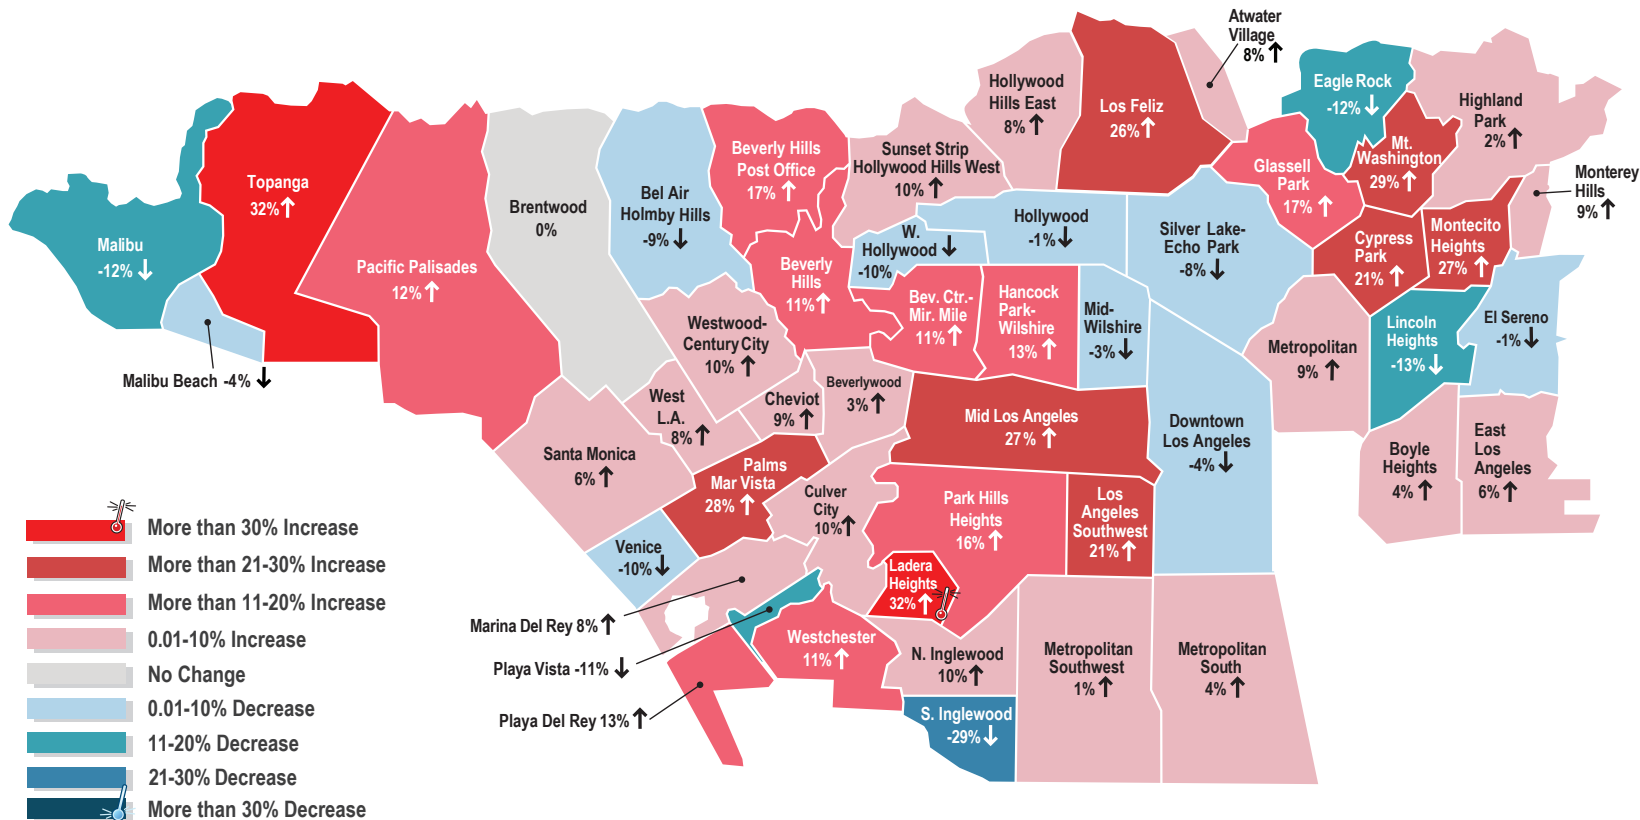 Atwater
Village
8%
Hollywood
Hills East
8%
Los Feliz
26%
Eagle Rock
-12%
Highland
Park
2%
Mt.
Washington
29%
Glassell
Park
17%
Monterey
Hills
9%
Montecito
Heights
27%
Cypress
Park
21%
Topanga
32%
Malibu
-12%
Malibu Beach -4%
Pacific Palisades
12%
Brentwood
0%
Bel Air
Holmby Hills
-9%
Beverly Hills
Post Office
17%
Sunset Strip
Hollywood Hills West
10%
Beverly
Hills
11%
W.
Hollywood
-10%
Hollywood
-1%
Silver Lake-
Echo Park
-8%
Bev. Ctr.-
Mir. Mile
11%
Hancock
Park-
Wilshire
13%
Mid-
Wilshire
-3%
Metropolitan
9%
Lincoln
Heights
-13%
El Sereno
-1%
Westwood-
Century City
10%
West
L.A.
8%
Cheviot
9%
Beverlywood
3%
Santa Monica
6%
Palms
Mar Vista
28%
Culver
City
10%
Mid Los Angeles
27%
Downtown
Los Angeles
-4%
Boyle
Heights
4%
East
Los
Angeles
6%
Venice
-10%
Park Hills
Heights
16%
Los
Angeles
Southwest
21%
Ladera
Heights
32%
Marina Del Rey 8%
Playa Vista -11%
Playa Del Rey 13%
Westchester
11%
N. Inglewood
10%
S. Inglewood
-29%
Metropolitan
Southwest
1%
Metropolitan
South
4%
More than 30% Increase
More than 21-30% Increase
More than 11-20% Increase
0.01-10% Increase
No Change
0.01-10% Decrease
11-20% Decrease
21-30% Decrease
More than 30% Decrease